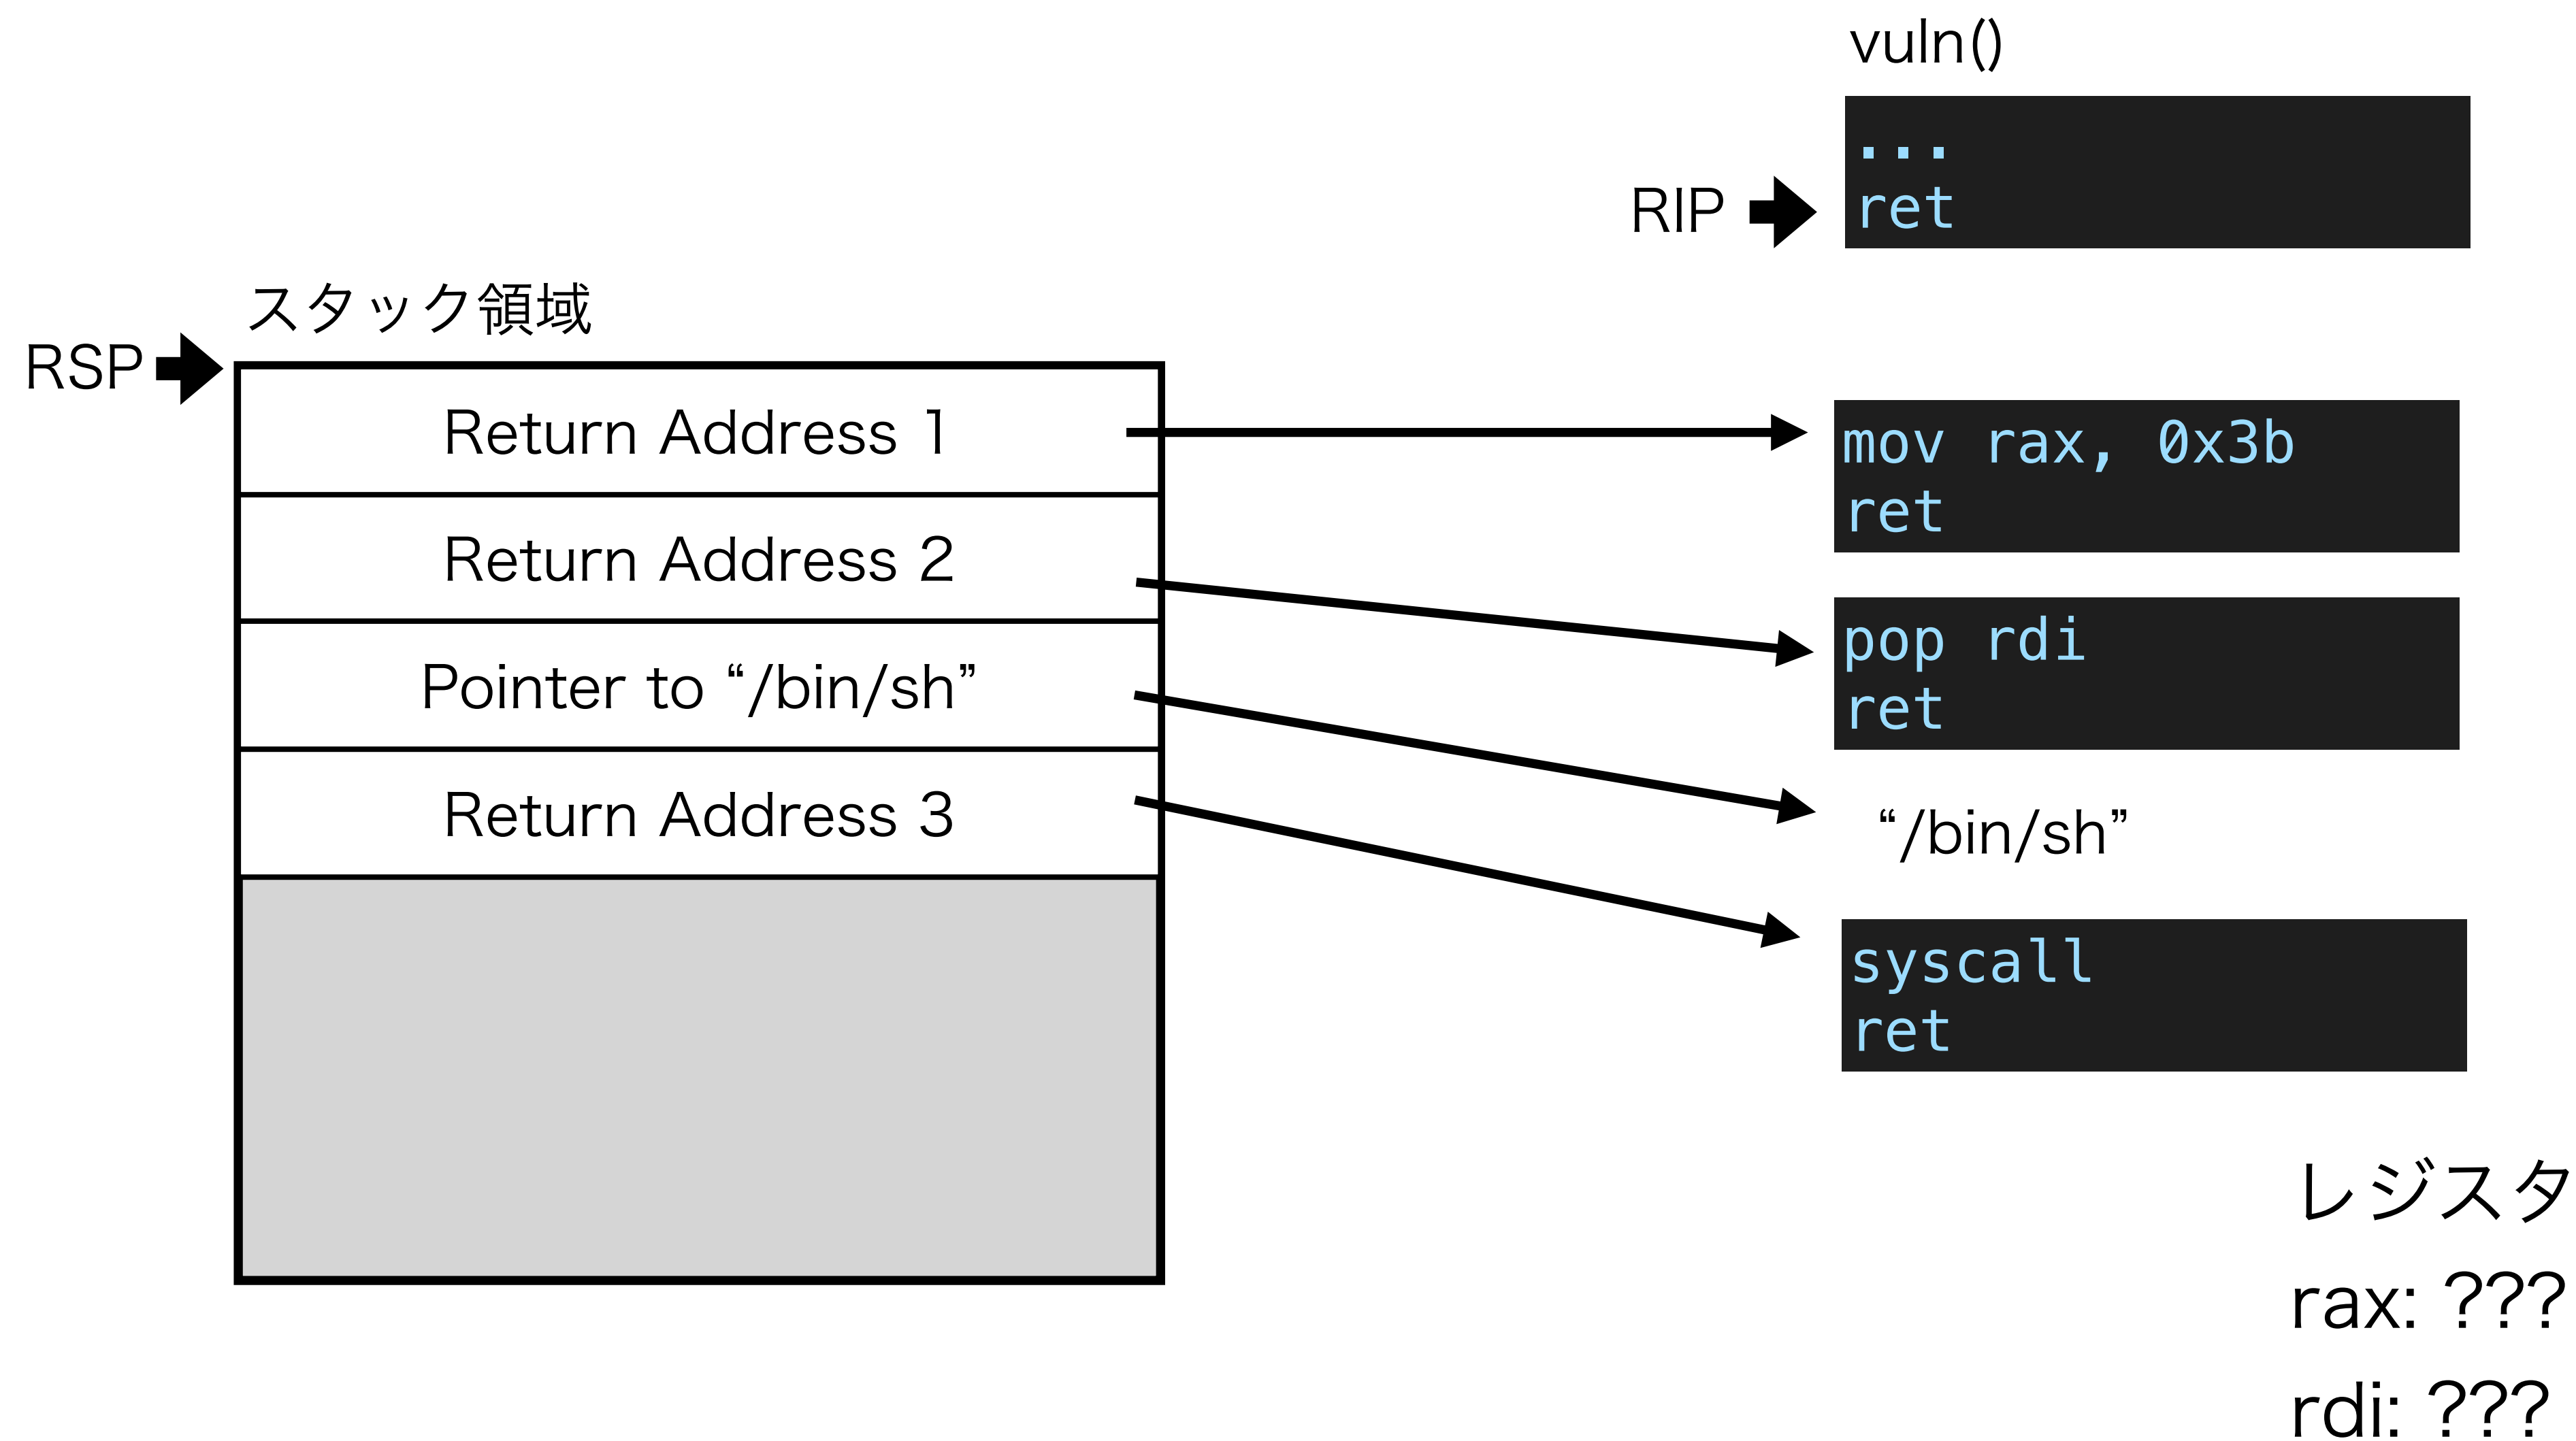 vuln()
...
ret
RIP
スタック領域
RSP
Return Address 1
Return Address 2
Pointer to “/bin/sh”
Return Address 3
mov rax, 0x3b
ret
pop rdi
ret
“/bin/sh”
syscall
ret
レジスタ
rax: ???
rdi: ???